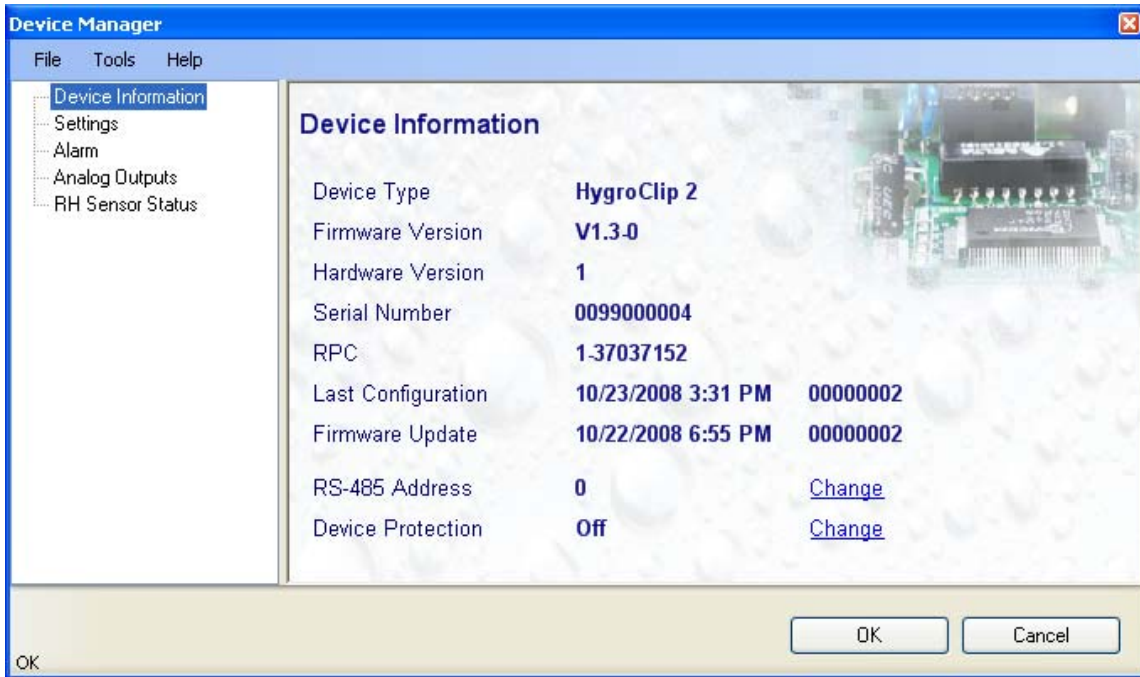 Device Manager
File Tools Help
Device Information
Settings
Alarm
Analog Outputs
RH Sensor Status
Device Information
Device Type HygroClip 2
Firmware Version V1.3-0
Hardware Version 1
Serial Number 0099000004
RPC 1-37037152
Last Configuration 10/23/2008 3:31 PM 00000002
Firmware Update 10/22/2008 6:55 PM 00000002
RS-485 Address 0 Change
Device Protection Off Change
OK Cancel
OK